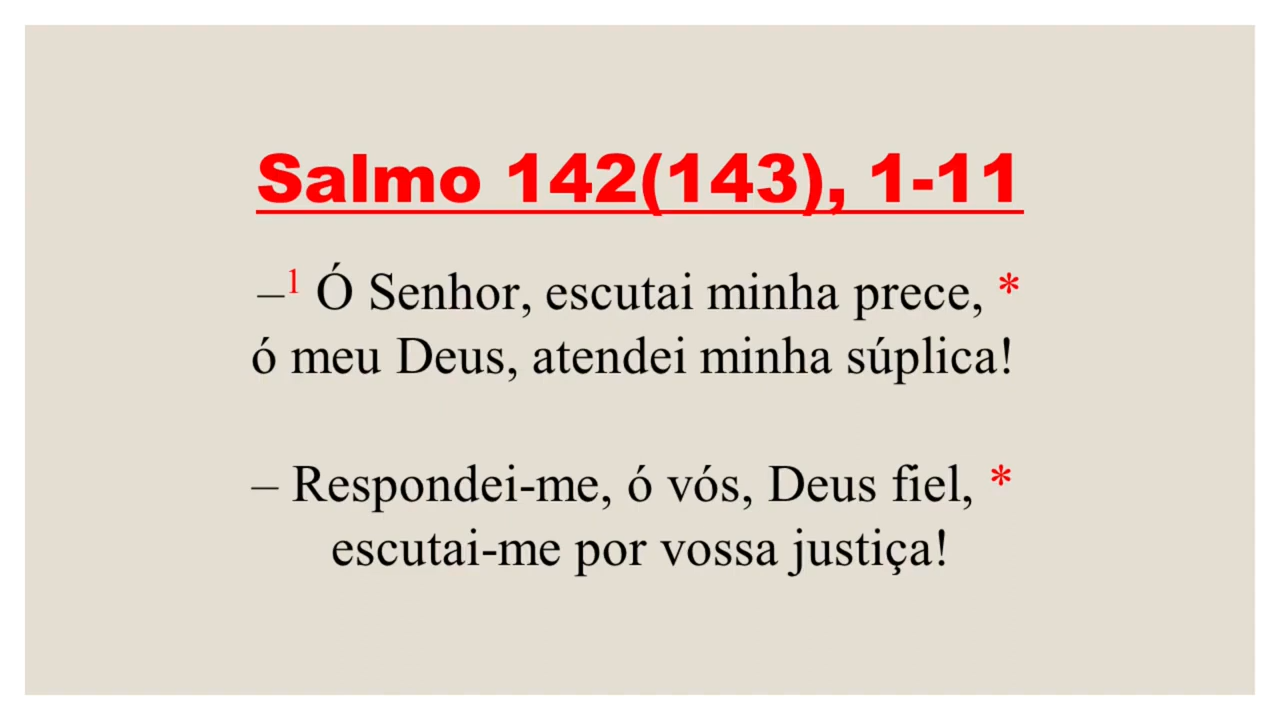 Salmo 142(143), 1-11
–1 Ó Senhor, escutai minha prece, *
ó meu Deus, atendei minha súplica!
– Respondei-me, ó vós, Deus fiel, *
escutai-me por vossa justiça!